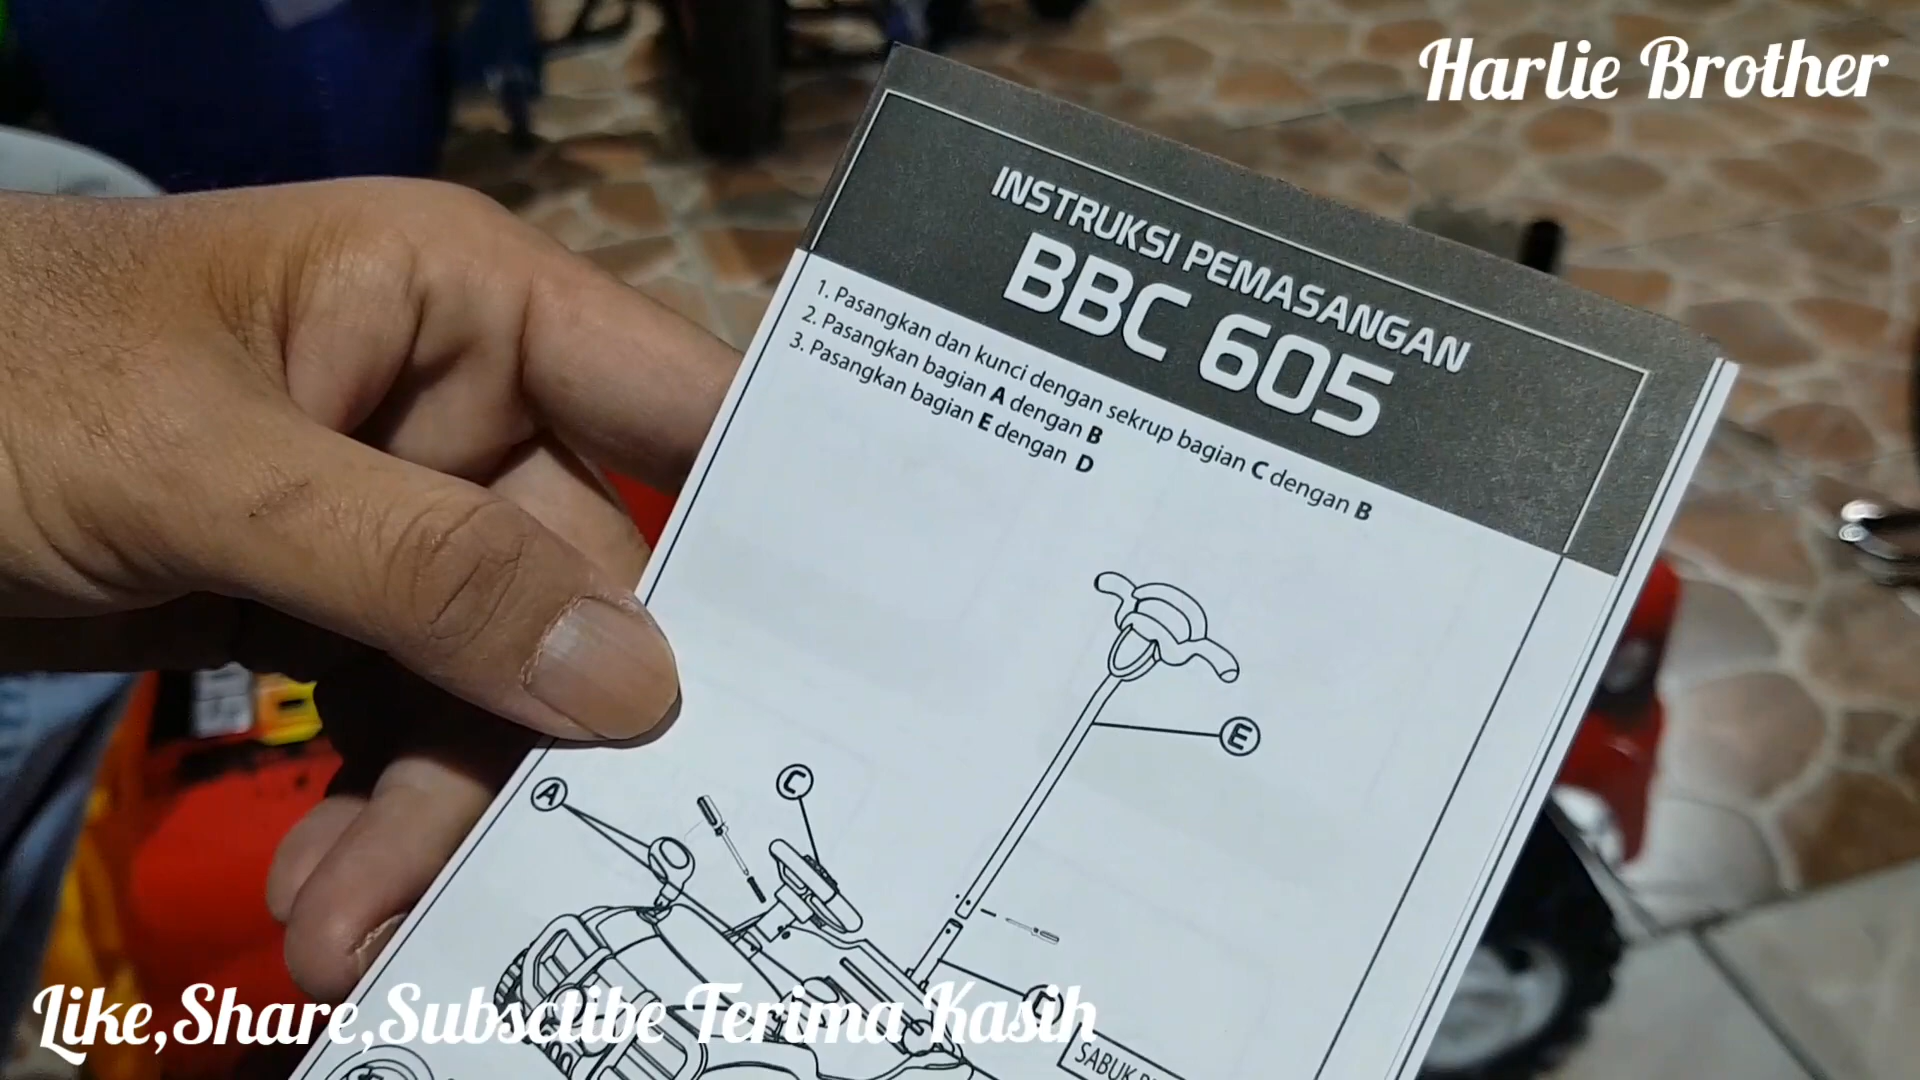 Harlie Brother
INSTRUKSI PEMASANGAN
BBC 605
1. Pasangkan dan kunci dengan sekrup bagian C dengan B
2. Pasangkan bagian A dengan B
3. Pasangkan bagian E dengan D
E
C
A
Like,Share,Subsctibe Terima Kasih
SABUK